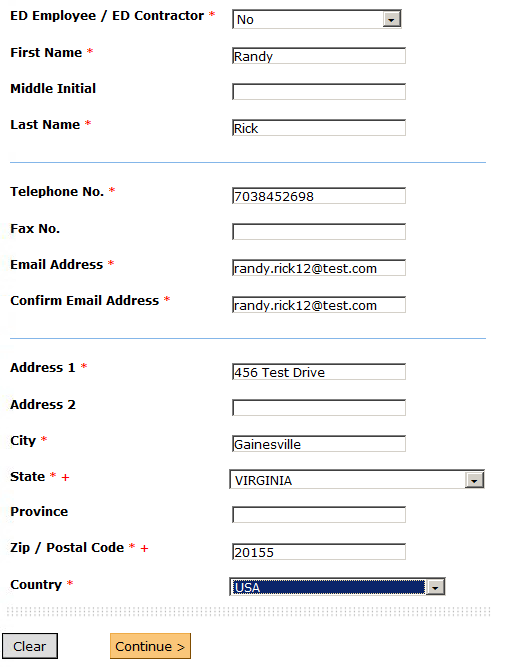 ED Employee / ED Contractor * No
First Name * Randy
Middle Initial
Last Name * Rick
Telephone No. * 7038452698
Fax No.
Email Address * randy.rick12@test.com
Confirm Email Address * randy.rick12@test.com
Address 1 * 456 Test Drive
Address 2
City * Gainesville
State * + VIRGINIA
Province
Zip / Postal Code * + 20155
Country * USA
Clear Continue >